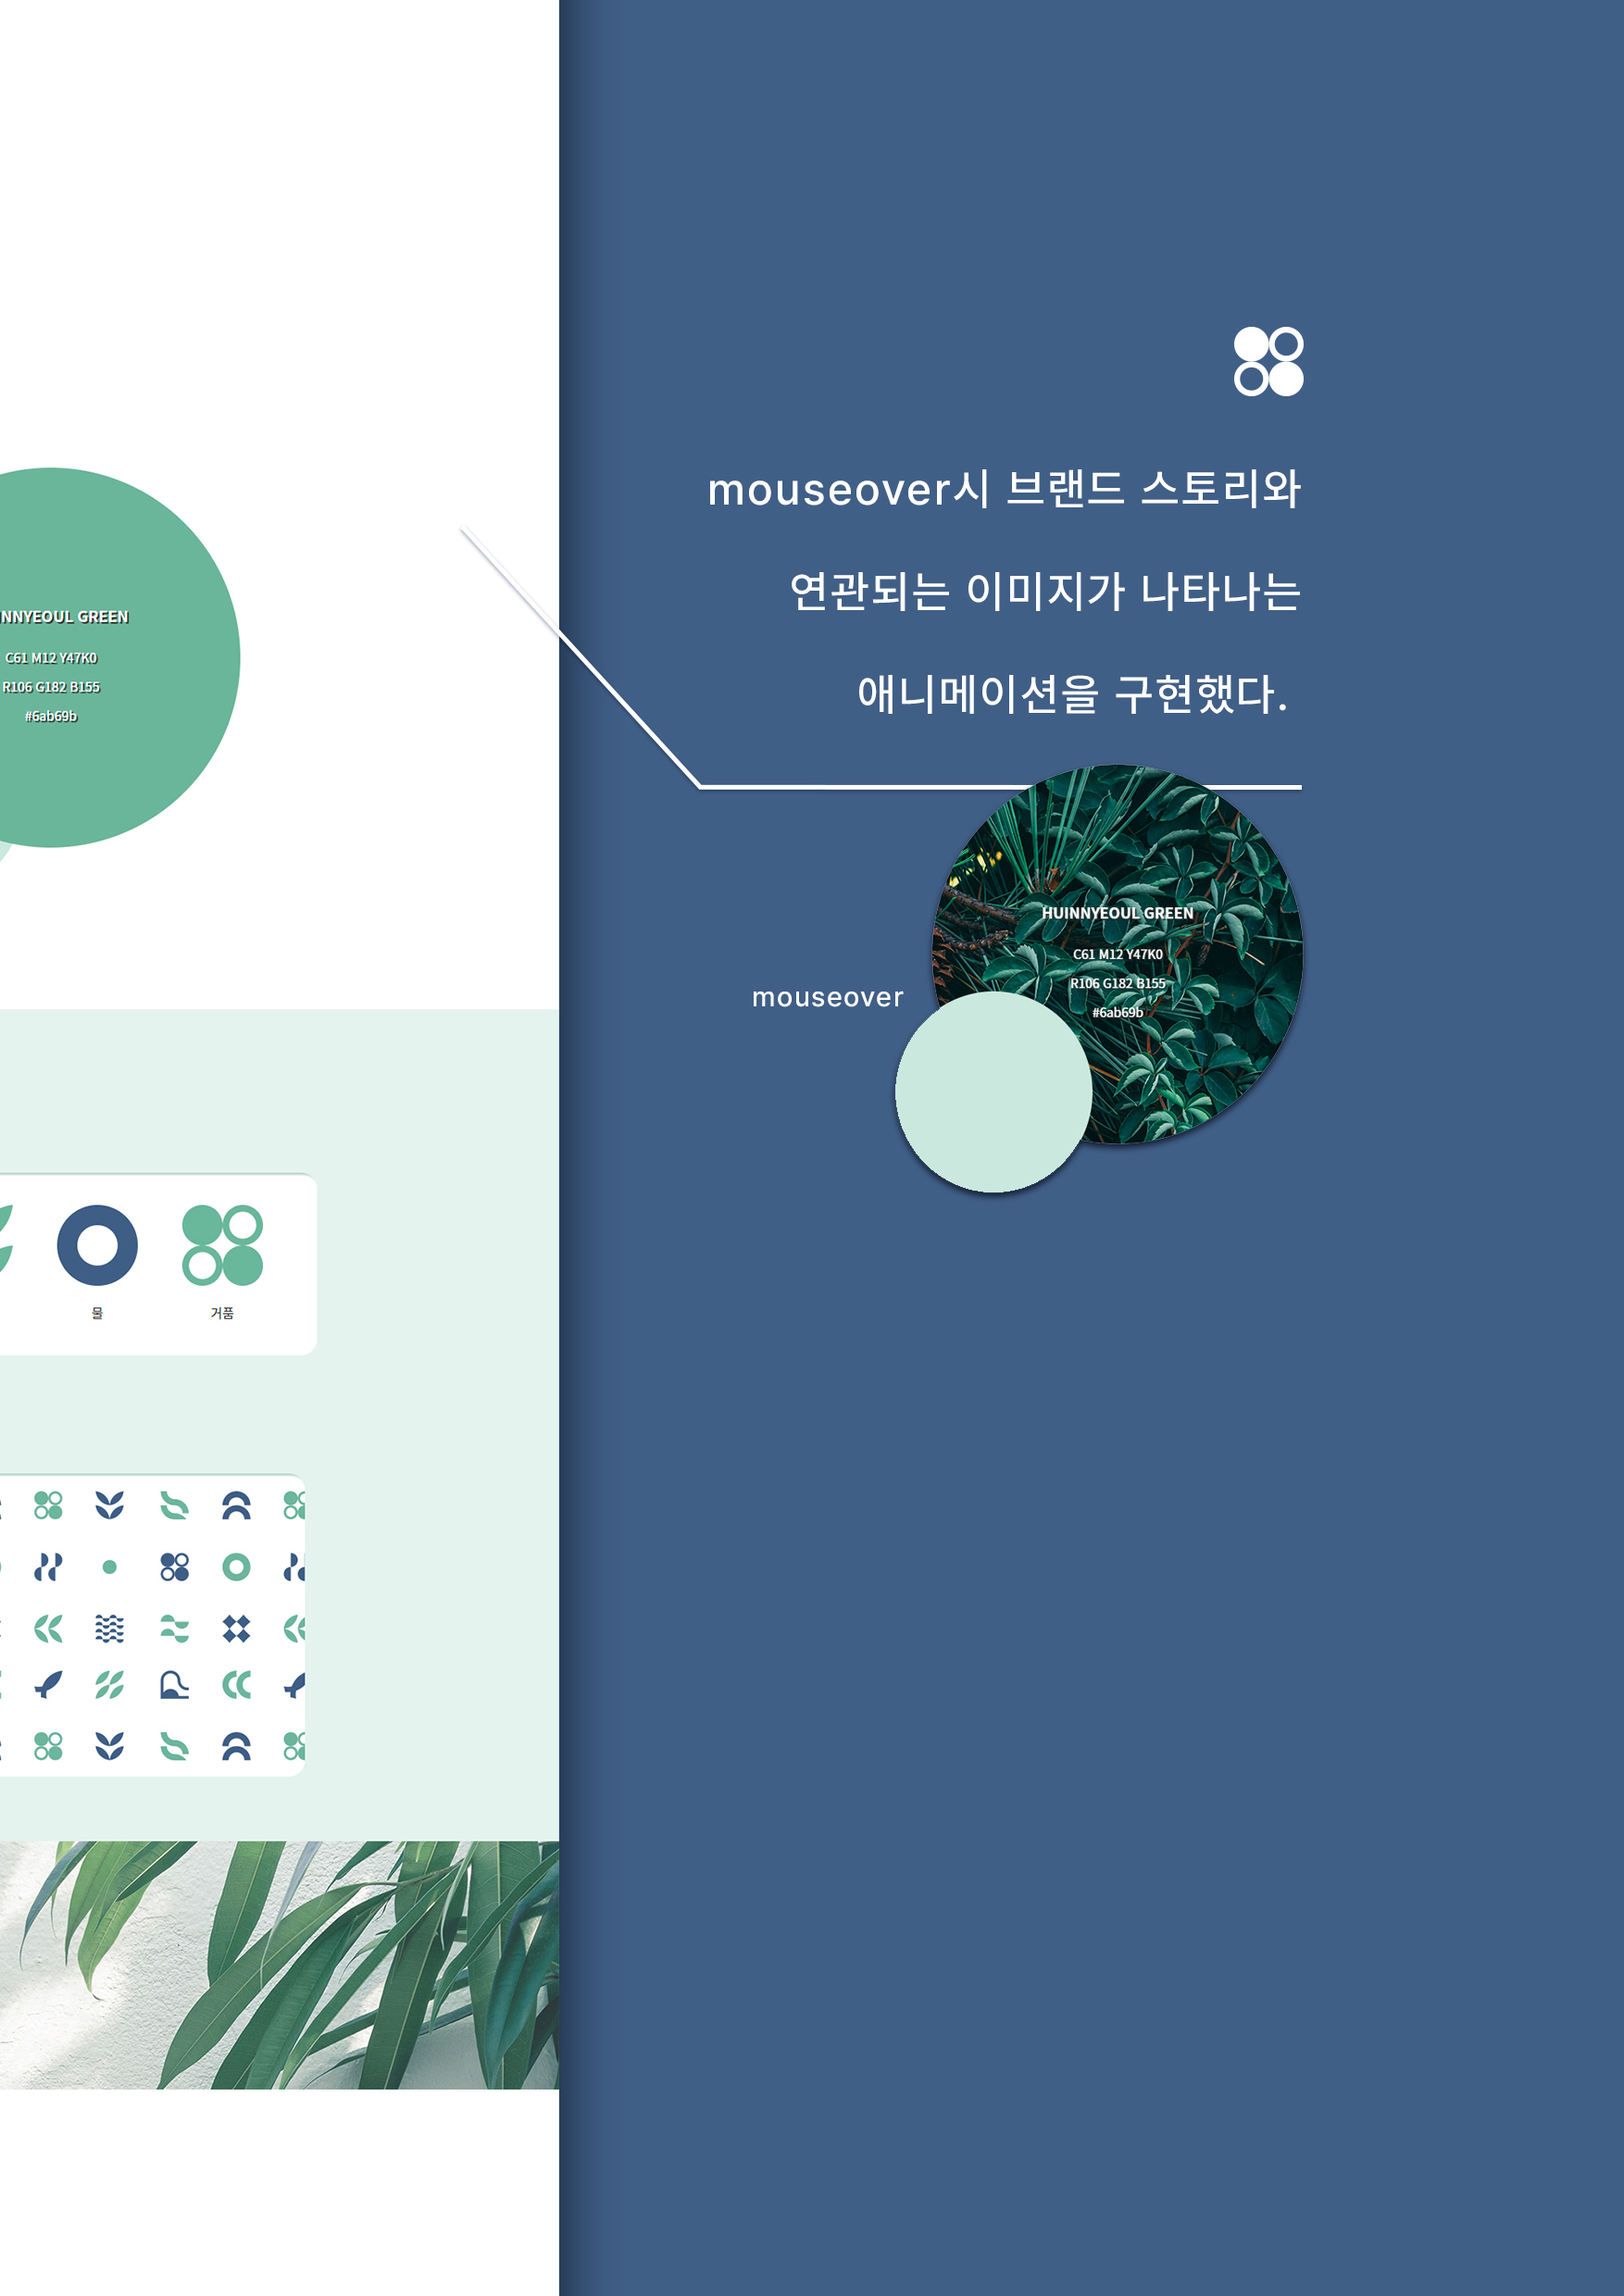 mouseover시 브랜드 스토리와
연관되는 이미지가 나타나는
애니메이션을 구현했다.
NNYEOUL GREEN
C61 M12 Y47K0
R106 G182 B155
#6ab69b
HUINNYEOUL GREEN
C61 M12 Y47K0
R106 G182 B155
#6ab69b
mouseover
물
거품